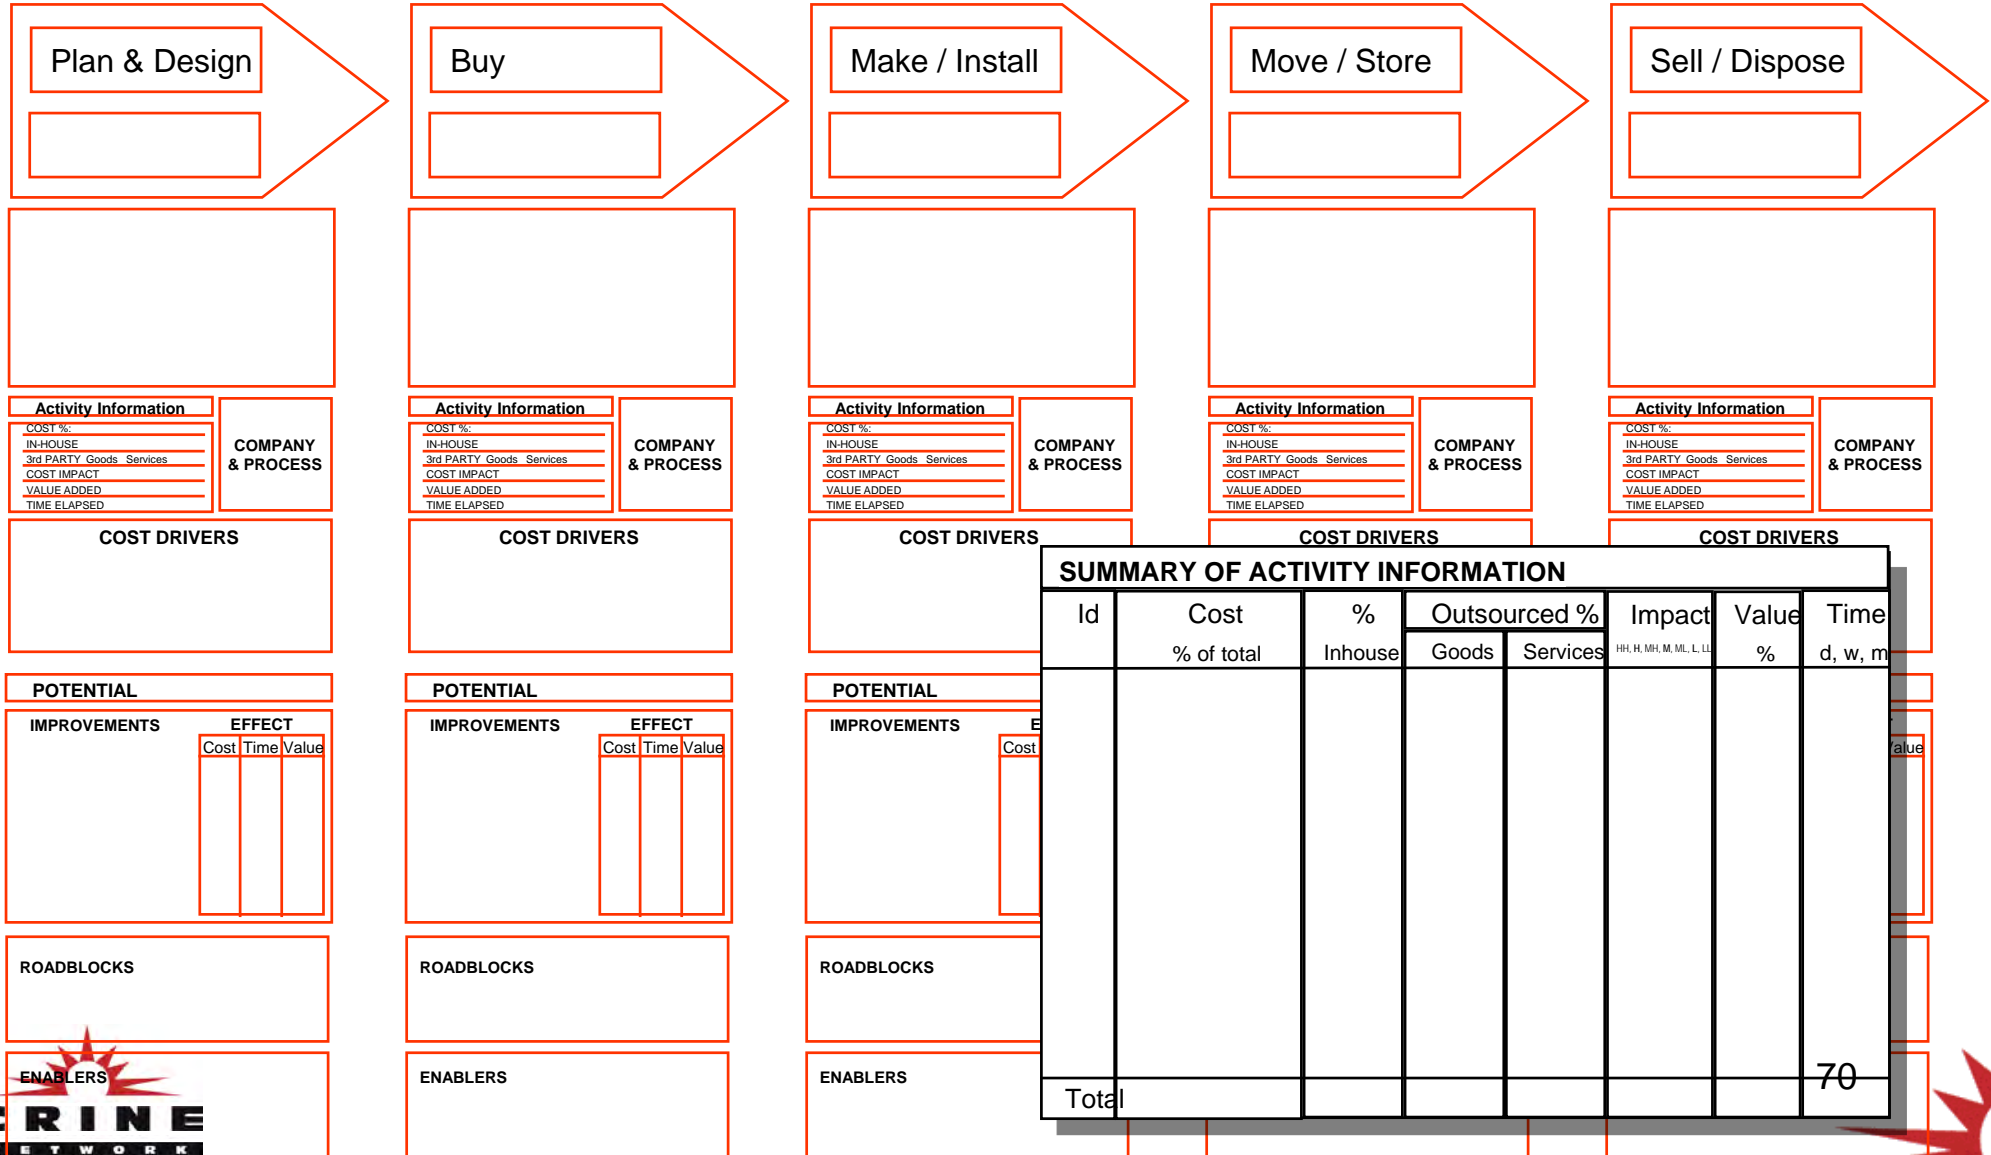 Plan & Design
Buy
Make / Install
Move / Store
Sell / Dispose
Activity Information
COST %:
IN-HOUSE
3rd PARTY Goods Services
COST IMPACT
VALUE ADDED
TIME ELAPSED
COMPANY
& PROCESS
Activity Information
COST %:
IN-HOUSE
3rd PARTY Goods Services
COST IMPACT
VALUE ADDED
TIME ELAPSED
COMPANY
& PROCESS
Activity Information
COST %:
IN-HOUSE
3rd PARTY Goods Services
COST IMPACT
VALUE ADDED
TIME ELAPSED
COMPANY
& PROCESS
Activity Information
COST %:
IN-HOUSE
3rd PARTY Goods Services
COST IMPACT
VALUE ADDED
TIME ELAPSED
COMPANY
& PROCESS
Activity Information
COST %:
IN-HOUSE
3rd PARTY Goods Services
COST IMPACT
VALUE ADDED
TIME ELAPSED
COMPANY
& PROCESS
COST DRIVERS
COST DRIVERS
COST DRIVERS
COST DRIVERS
COST DRIVERS
POTENTIAL
IMPROVEMENTS EFFECT
Cost Time Value
POTENTIAL
IMPROVEMENTS EFFECT
Cost Time Value
POTENTIAL
IMPROVEMENTS
Cost
SUMMARY OF ACTIVITY INFORMATION
Id Cost % Outsourced % Impact Value Time
% of total Inhouse Goods Services HH, H, MH, M, ML, L, LL % d, w, m
Total
70
ROADBLOCKS
ROADBLOCKS
ROADBLOCKS
ENABLERS
ENABLERS
ENABLERS
CRINE
NETWORK